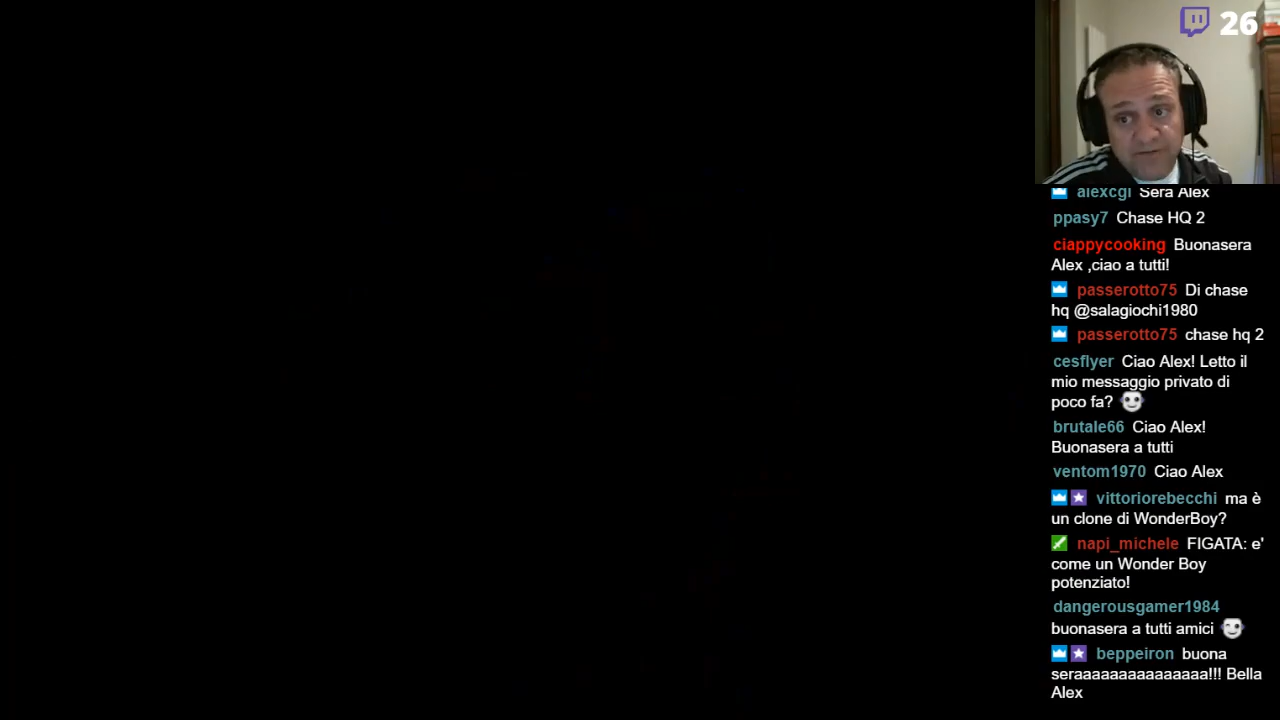 26
alexcgi Sera Alex
ppasy7 Chase HQ 2
ciappycooking Buonasera
Alex ,ciao a tutti!
passerotto75 Di chase
hq @salagiochi1980
passerotto75 chase hq 2
cesflyer Ciao Alex! Letto il
mio messaggio privato di
poco fa?
brutale66 Ciao Alex!
Buonasera a tutti
ventom1970 Ciao Alex
vittoriorebecchi ma è
un clone di WonderBoy?
napi_michele FIGATA: e'
come un Wonder Boy
potenziato!
dangerousgamer1984
buonasera a tutti amici
beppeiron buona
seraaaaaaaaaaaaaaa!!! Bella
Alex